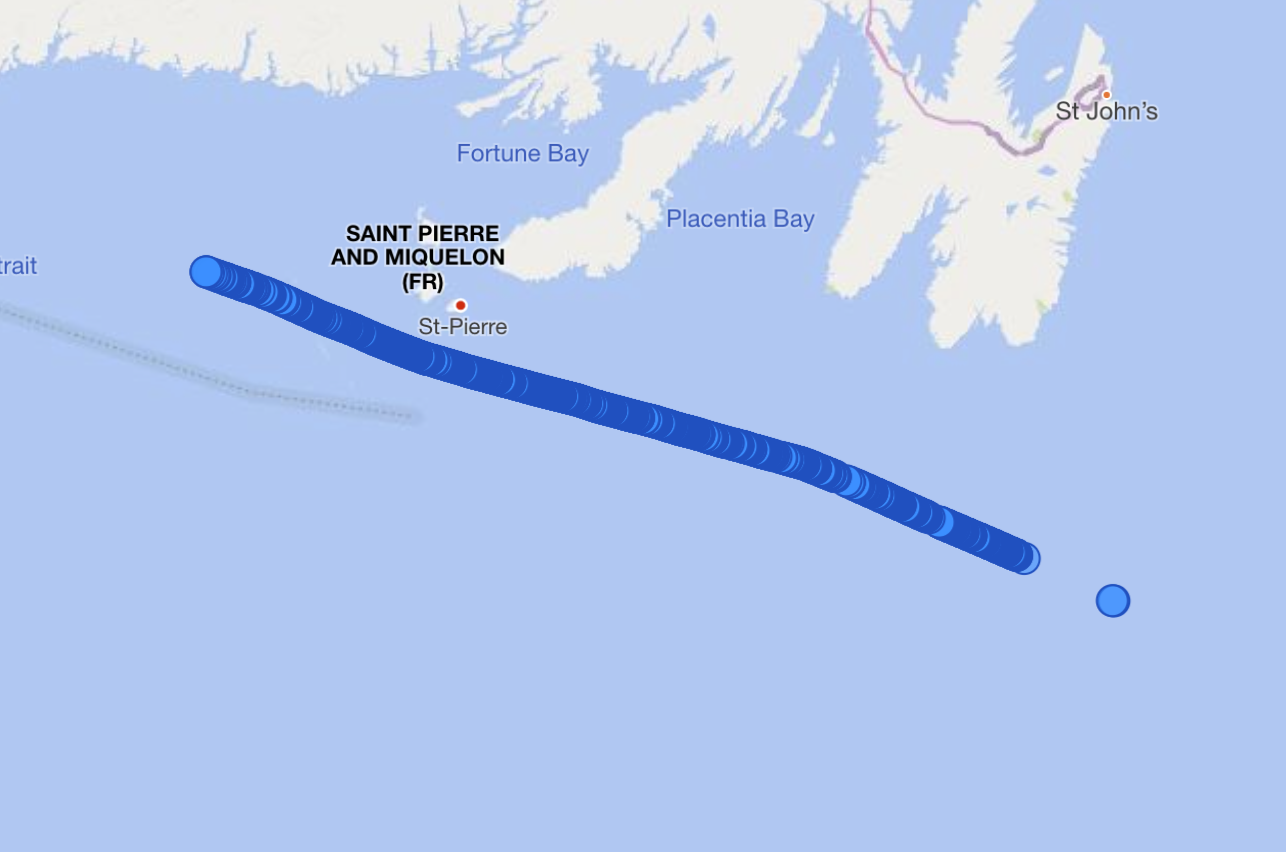 St John's
Fortune Bay
Placentia Bay
SAINT PIERRE
AND MIQUELON
(FR)
trait
St-Pierre